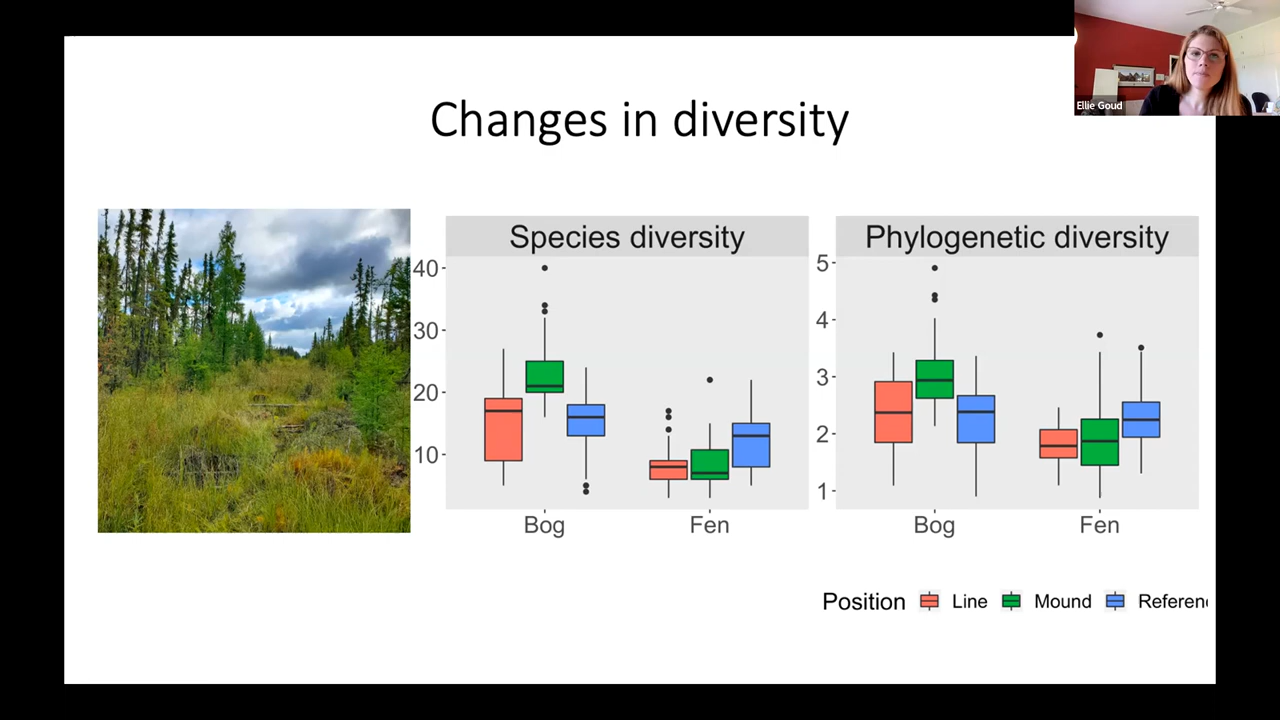 Ellie Goud
Changes in diversity
Species diversity
40
30
20
10
Bog Fen
Phylogenetic diversity
5
4
3
2
1
Bog Fen
Position Line Mound Referen